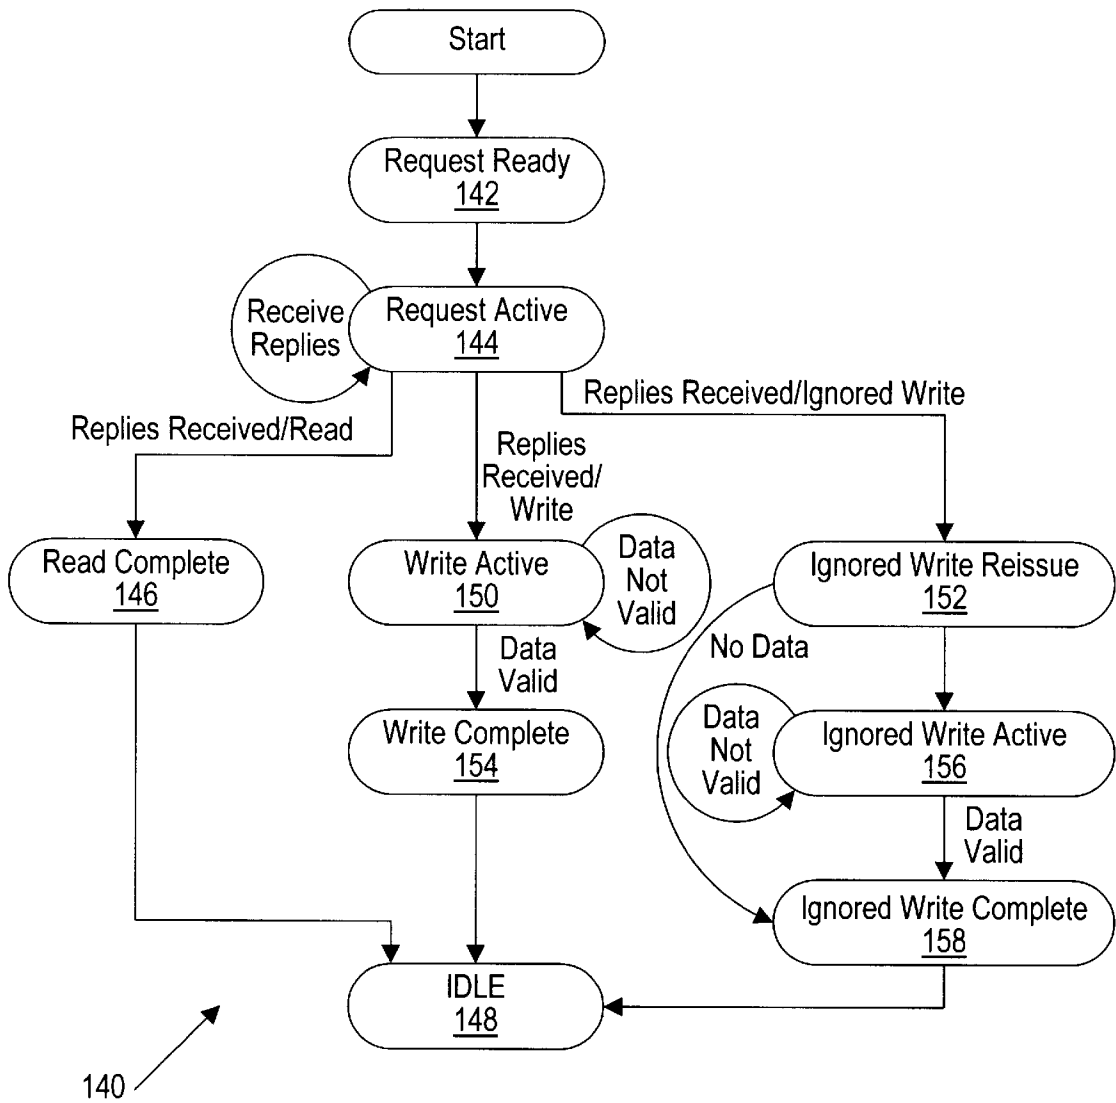 Start
Request Ready
142
Request Active
144
Receive
Replies
Replies Received/Read
Replies
Received/
Write
Replies Received/Ignored Write
Read Complete
146
Write Active
150
Data
Not
Valid
Ignored Write Reissue
152
Data
Valid
No Data
Write Complete
154
Data
Not
Valid
Ignored Write Active
156
Data
Valid
Ignored Write Complete
158
IDLE
148
140